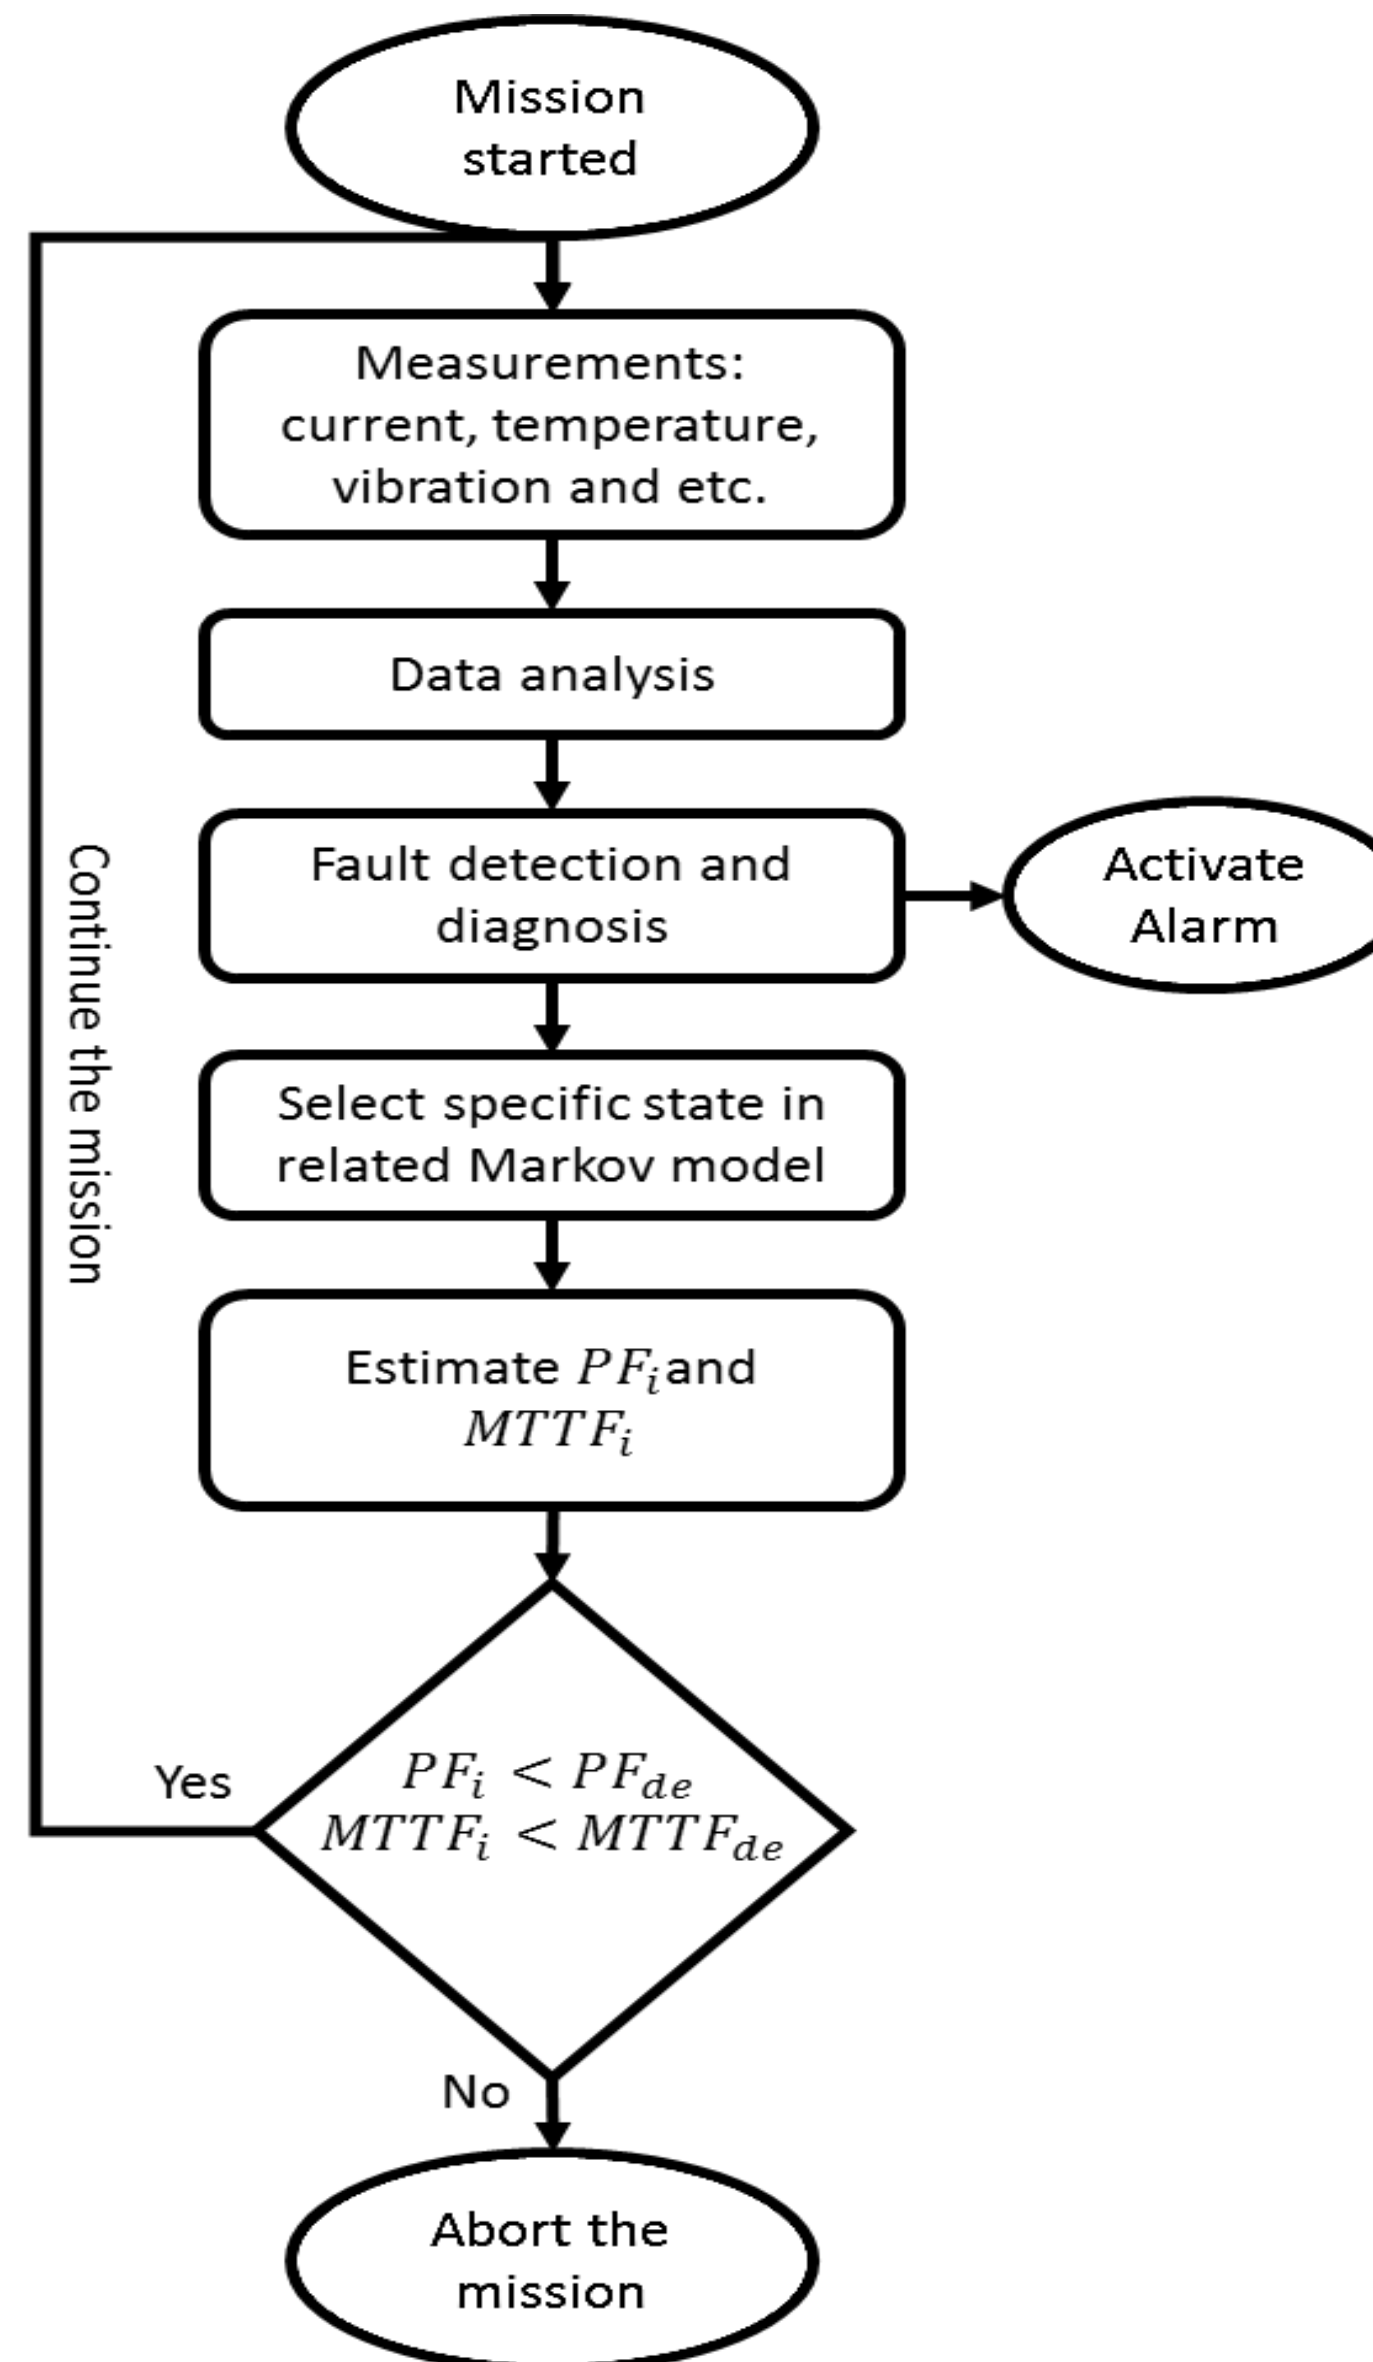 Mission
started
Measurements:
current, temperature,
vibration and etc.
Data analysis
Fault detection and
diagnosis
Activate
Alarm
Select specific state in
related Markov model
Continue the mission
Estimate PF_i and
MTTF_i
PF_i < PF_de
MTTF_i < MTTF_de
Yes
No
Abort the
mission